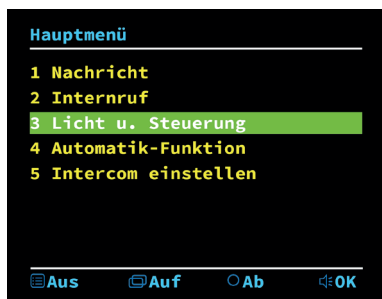 Hauptmenü
1 Nachricht
2 Internruf
3 Licht u. Steuerung
4 Automatik-Funktion
5 Intercom einstellen
Aus Auf Ab OK